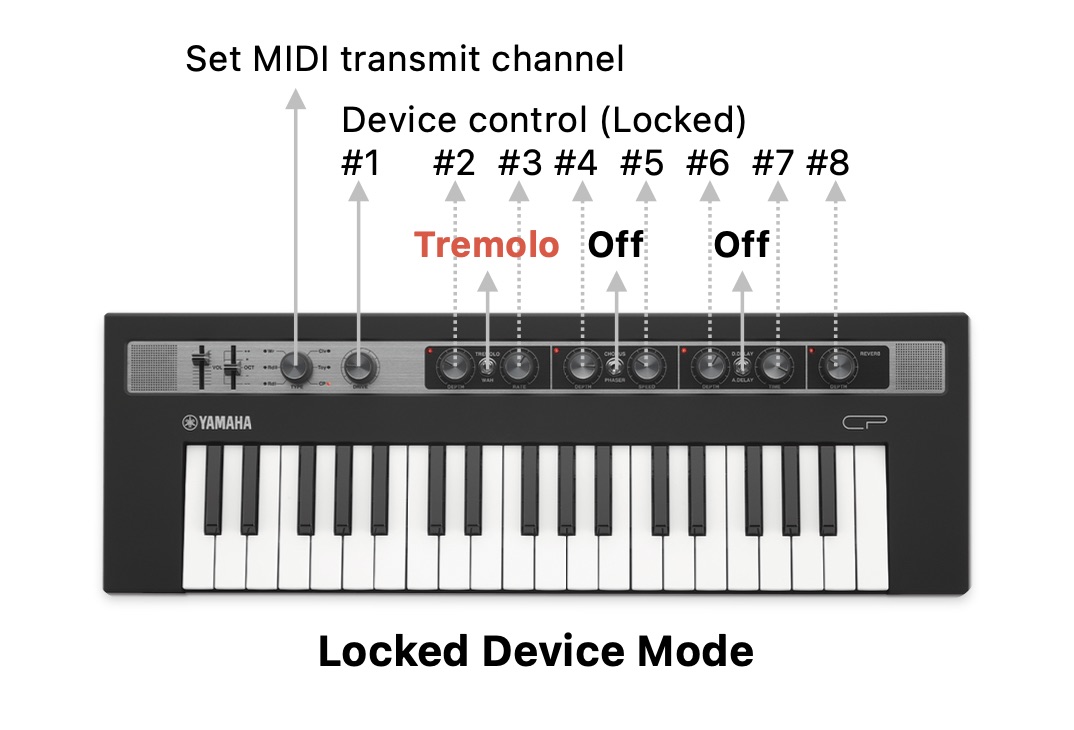 Set MIDI transmit channel
Device control (Locked)
#1 #2 #3 #4 #5 #6 #7 #8
Tremolo Off Off
VOL OCT
TYPE
DRIVE
DEPTH
TREMOLO
WAH
RATE
DEPTH
CHORUS
PHASER
SPEED
DEPTH
D.DELAY
A.DELAY
TIME
DEPTH
REVERB
YAMAHA
CP
Locked Device Mode